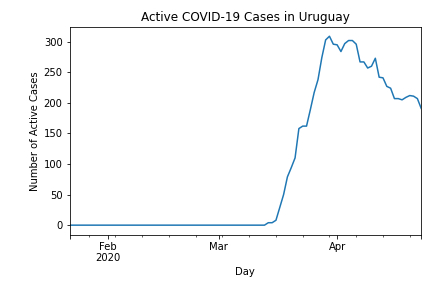 Active COVID-19 Cases in Uruguay
300
250
200
150
100
50
0
Number of Active Cases
Feb
2020
Mar
Apr
Day